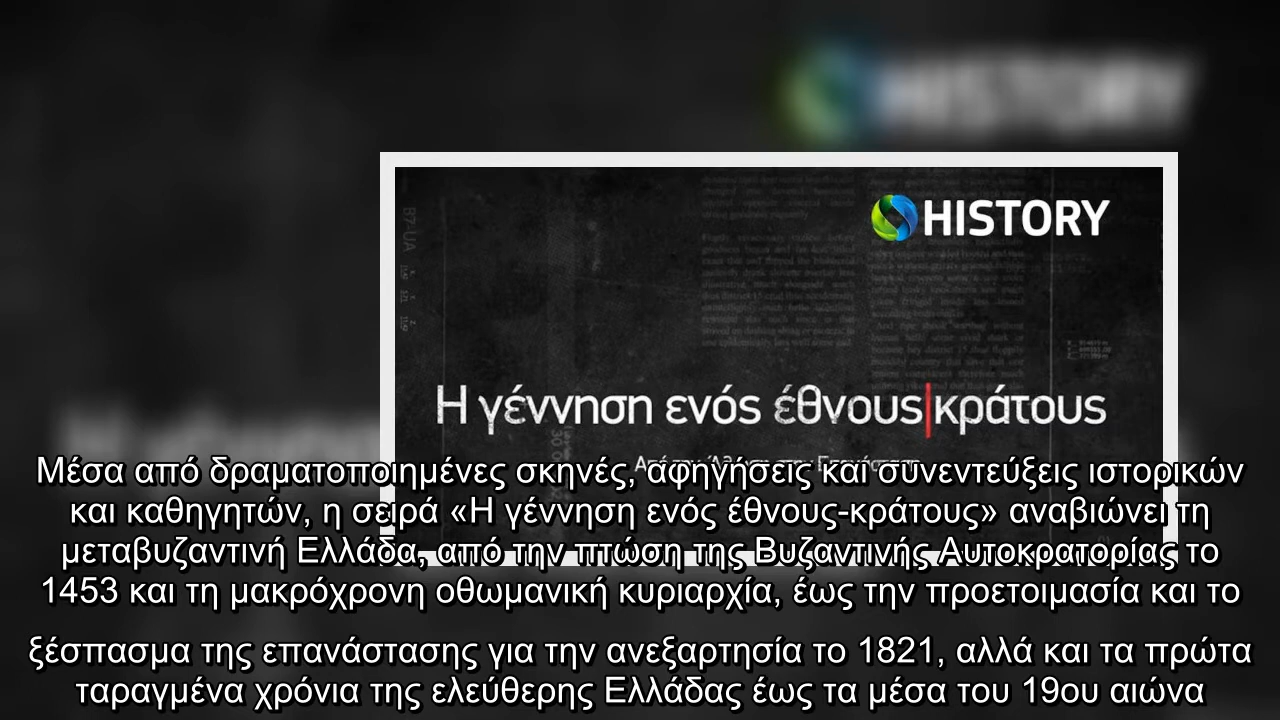 HISTORY
HISTORY
Η γέννηση ενός έθνους|κράτους
Μέσα από δραματοποιημένες σκηνές, αφηγήσεις και συνεντεύξεις ιστορικών
και καθηγητών, η σειρά «Η γέννηση ενός έθνους-κράτους» αναβιώνει τη
μεταβυζαντινή Ελλάδα, από την πτώση της Βυζαντινής Αυτοκρατορίας το
1453 και τη μακρόχρονη οθωμανική κυριαρχία, έως την προετοιμασία και το
ξέσπασμα της επανάστασης για την ανεξαρτησία το 1821, αλλά και τα πρώτα
ταραγμένα χρόνια της ελεύθερης Ελλάδας έως τα μέσα του 19ου αιώνα